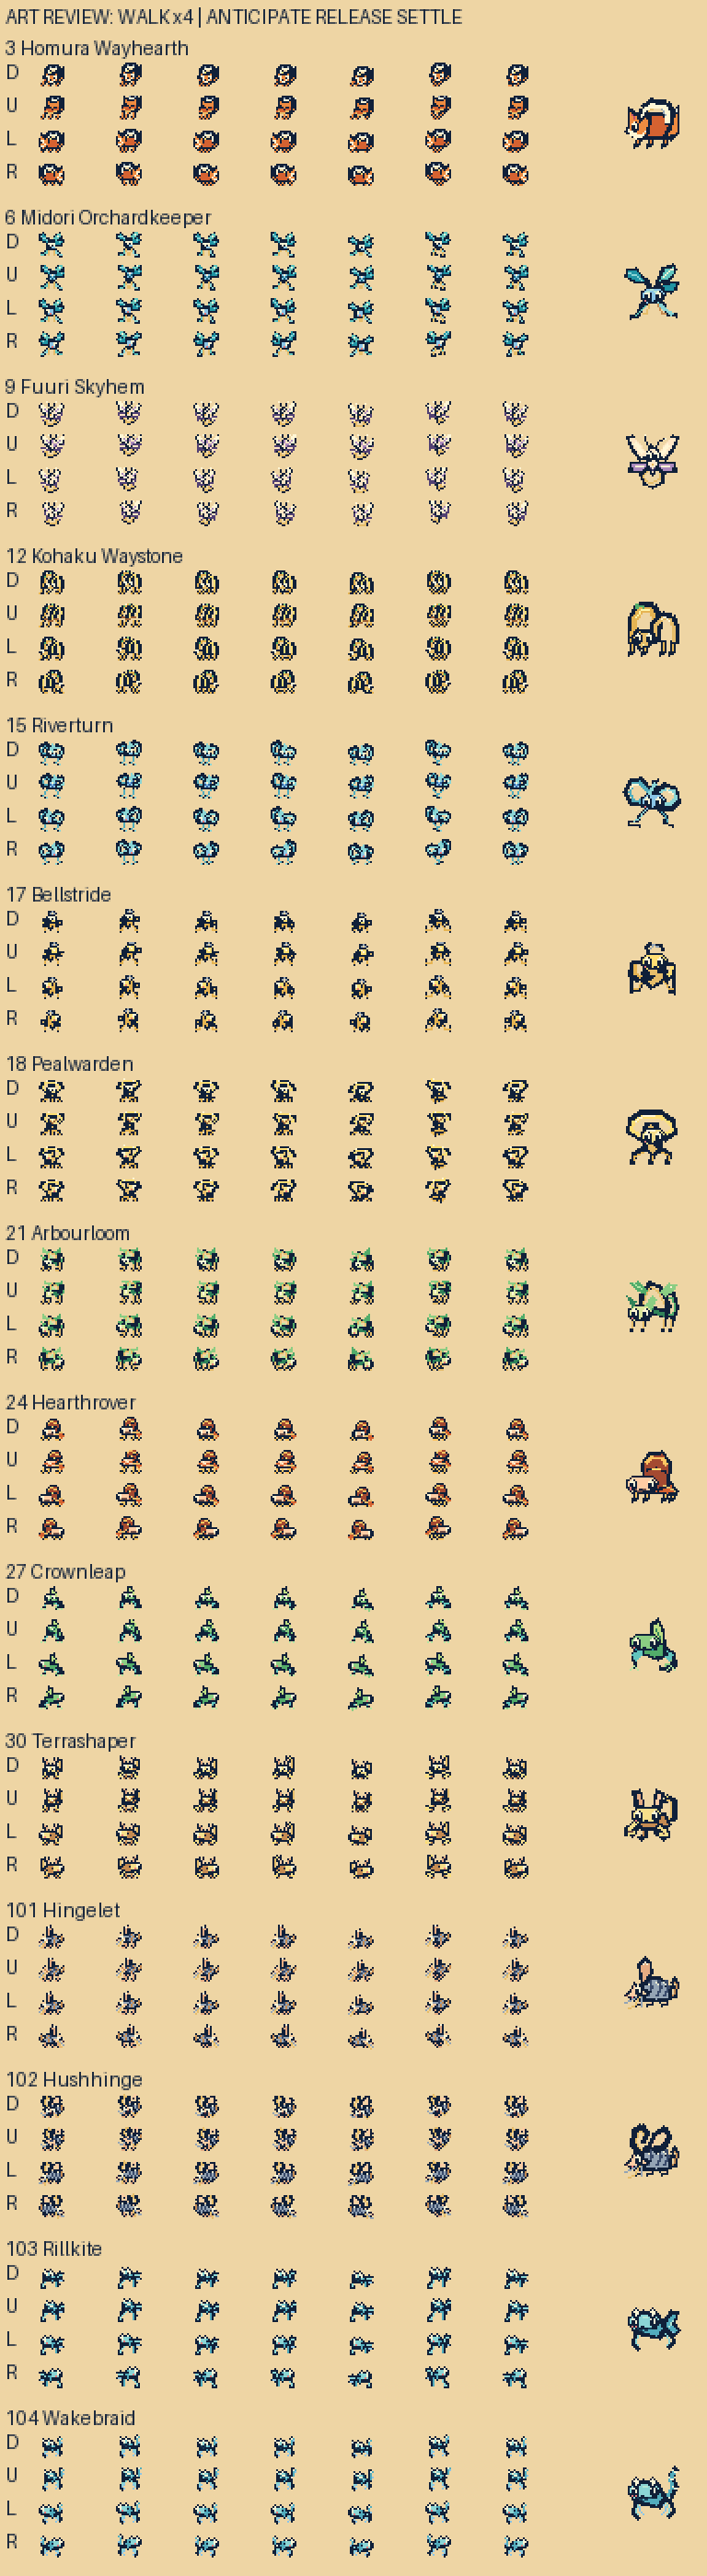 ART REVIEW: WALK x4 | ANTICIPATE RELEASE SETTLE
3 Homura Wayhearth
D
U
L
R
6 Midori Orchardkeeper
D
U
L
R
9 Fuuri Skyhem
D
U
L
R
12 Kohaku Waystone
D
U
L
R
15 Riverturn
D
U
L
R
17 Bellstride
D
U
L
R
18 Pealwarden
D
U
L
R
21 Arbourloom
D
U
L
R
24 Hearthrover
D
U
L
R
27 Crownleap
D
U
L
R
30 Terrashaper
D
U
L
R
101 Hingelet
D
U
L
R
102 Hushhinge
D
U
L
R
103 Rillkite
D
U
L
R
104 Wakebraid
D
U
L
R